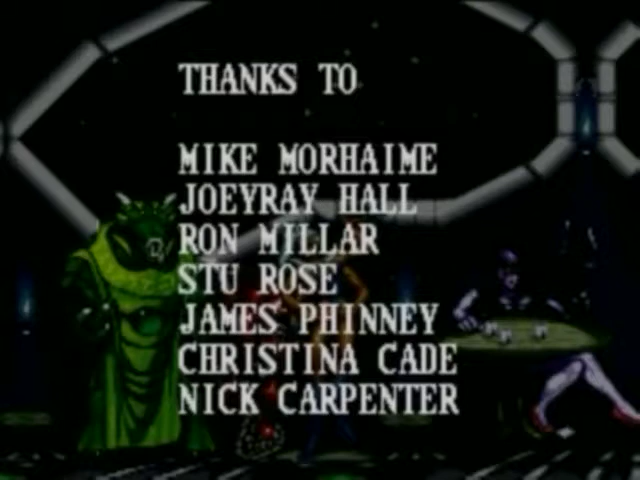 THANKS TO
MIKE MORHAIME
JOEYRAY HALL
RON MILLAR
STU ROSE
JAMES PHINNEY
CHRISTINA CADE
NICK CARPENTER